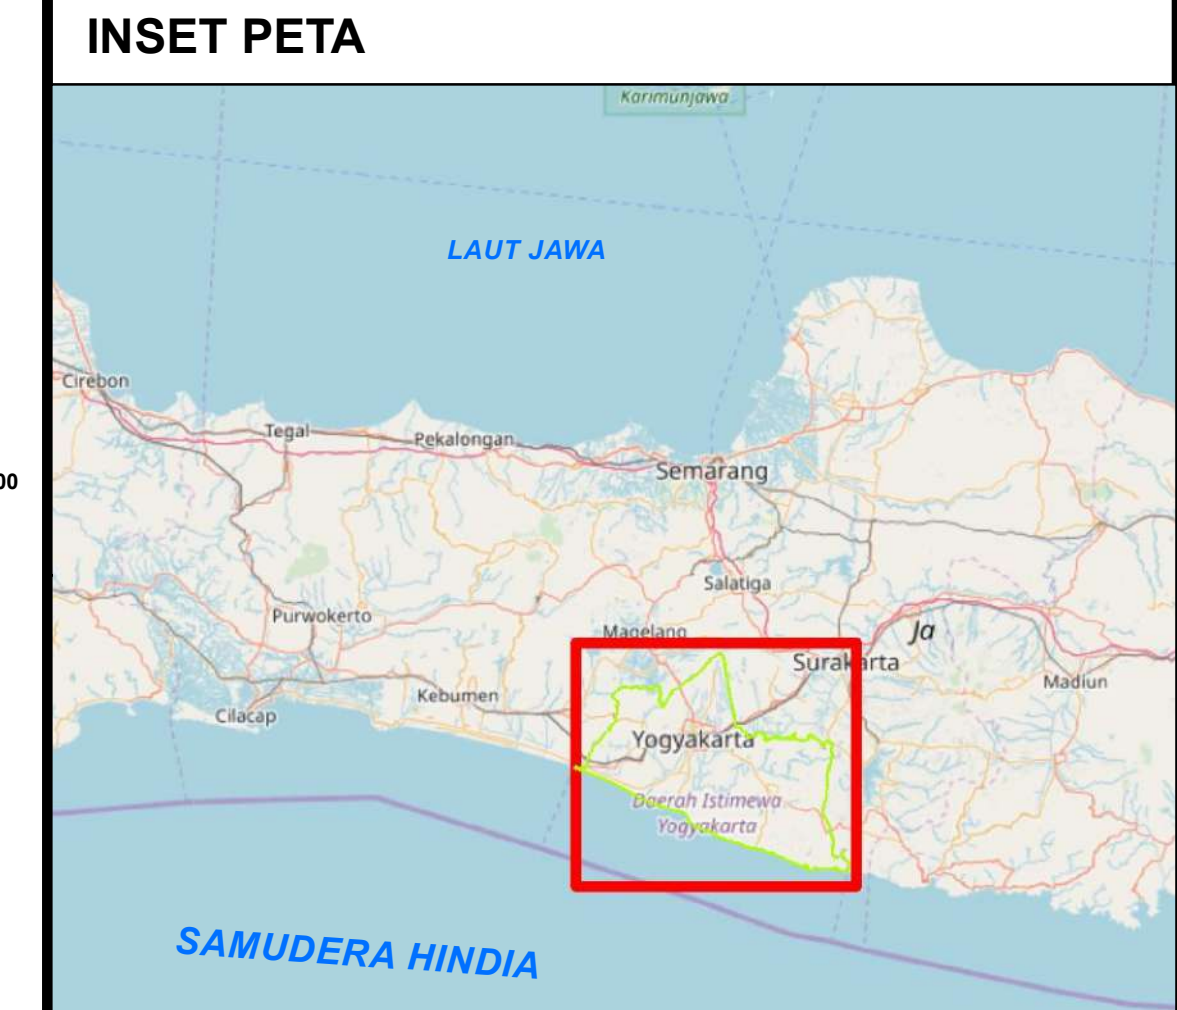 INSET PETA
Karimunjawa
LAUT JAWA
Cirebon
Tegal
Pekalongan
Semarang
00
Salatiga
Purwokerto
Magelang
Ja
Surakarta
Madiun
Kebumen
Cilacap
Yogyakarta
Daerah Istimewa
Yogyakarta
SAMUDERA HINDIA